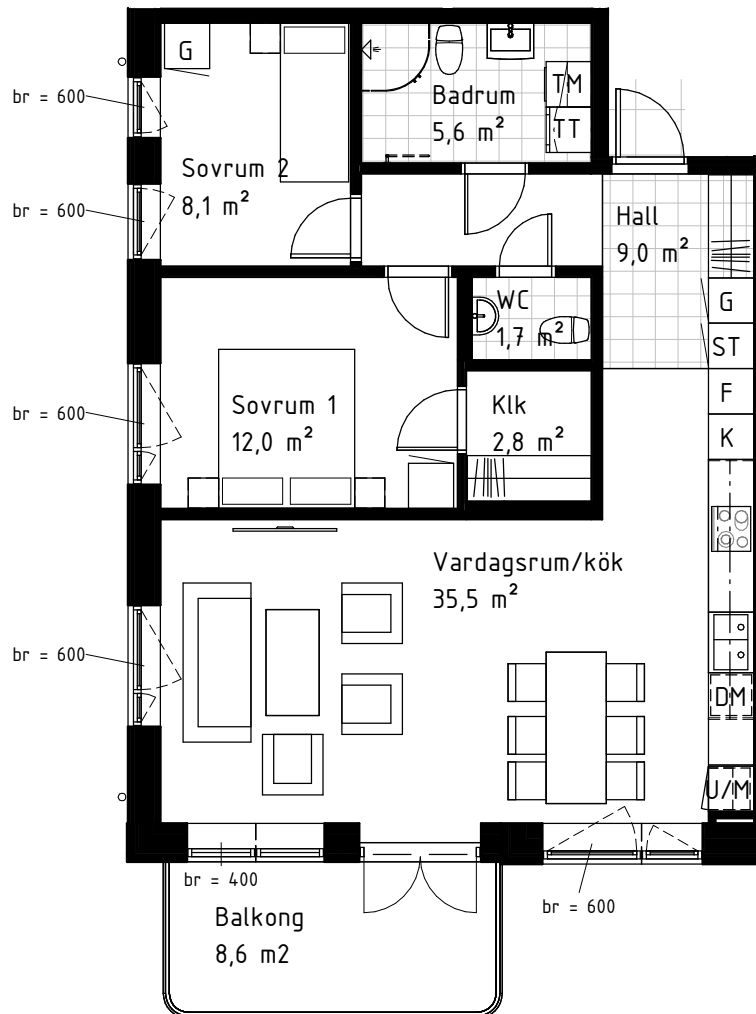 G
Badrum
5,6 m²
TM
TT
br = 600
Sovrum 2
8,1 m²
br = 600
Hall
9,0 m²
G
ST
F
K
WC
1,7 m²
br = 600
Sovrum 1
12,0 m²
Klk
2,8 m²
Vardagsrum/kök
35,5 m²
br = 600
DM
U/M
br = 400
br = 600
Balkong
8,6 m2